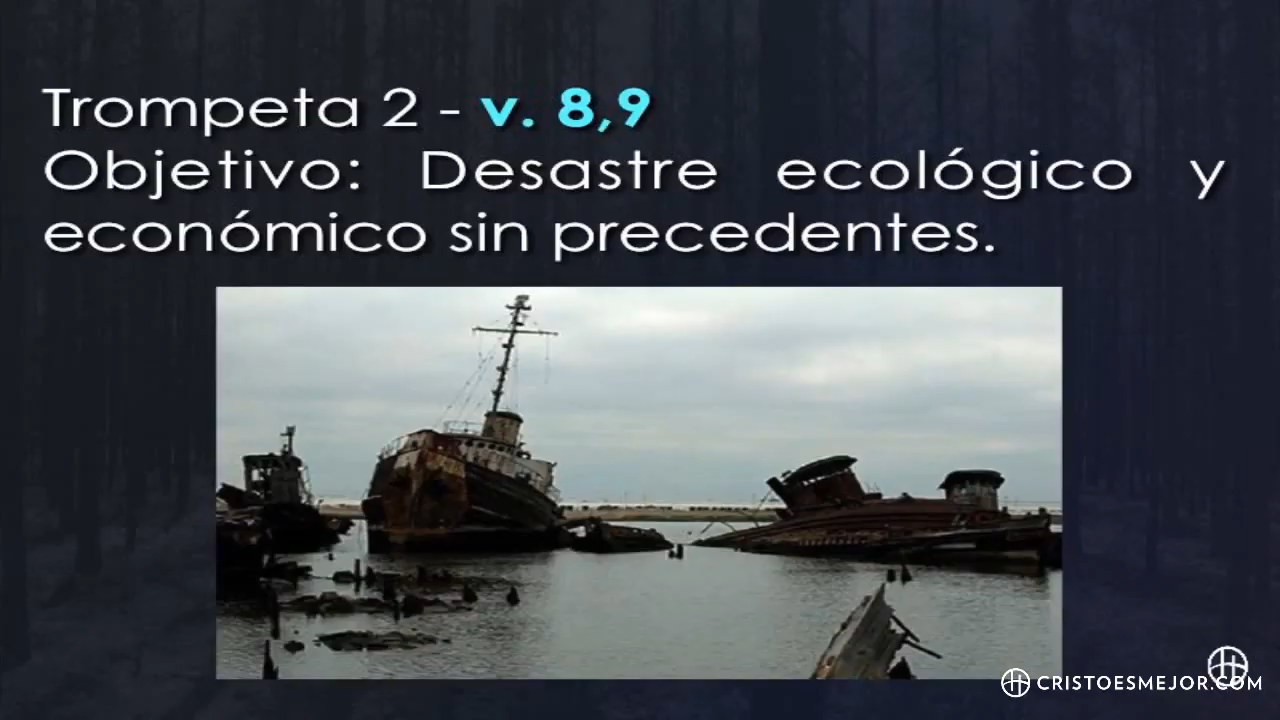 Trompeta 2 - v. 8,9
Objetivo: Desastre ecológico y
económico sin precedentes.
CRISTOESMEJOR.COM